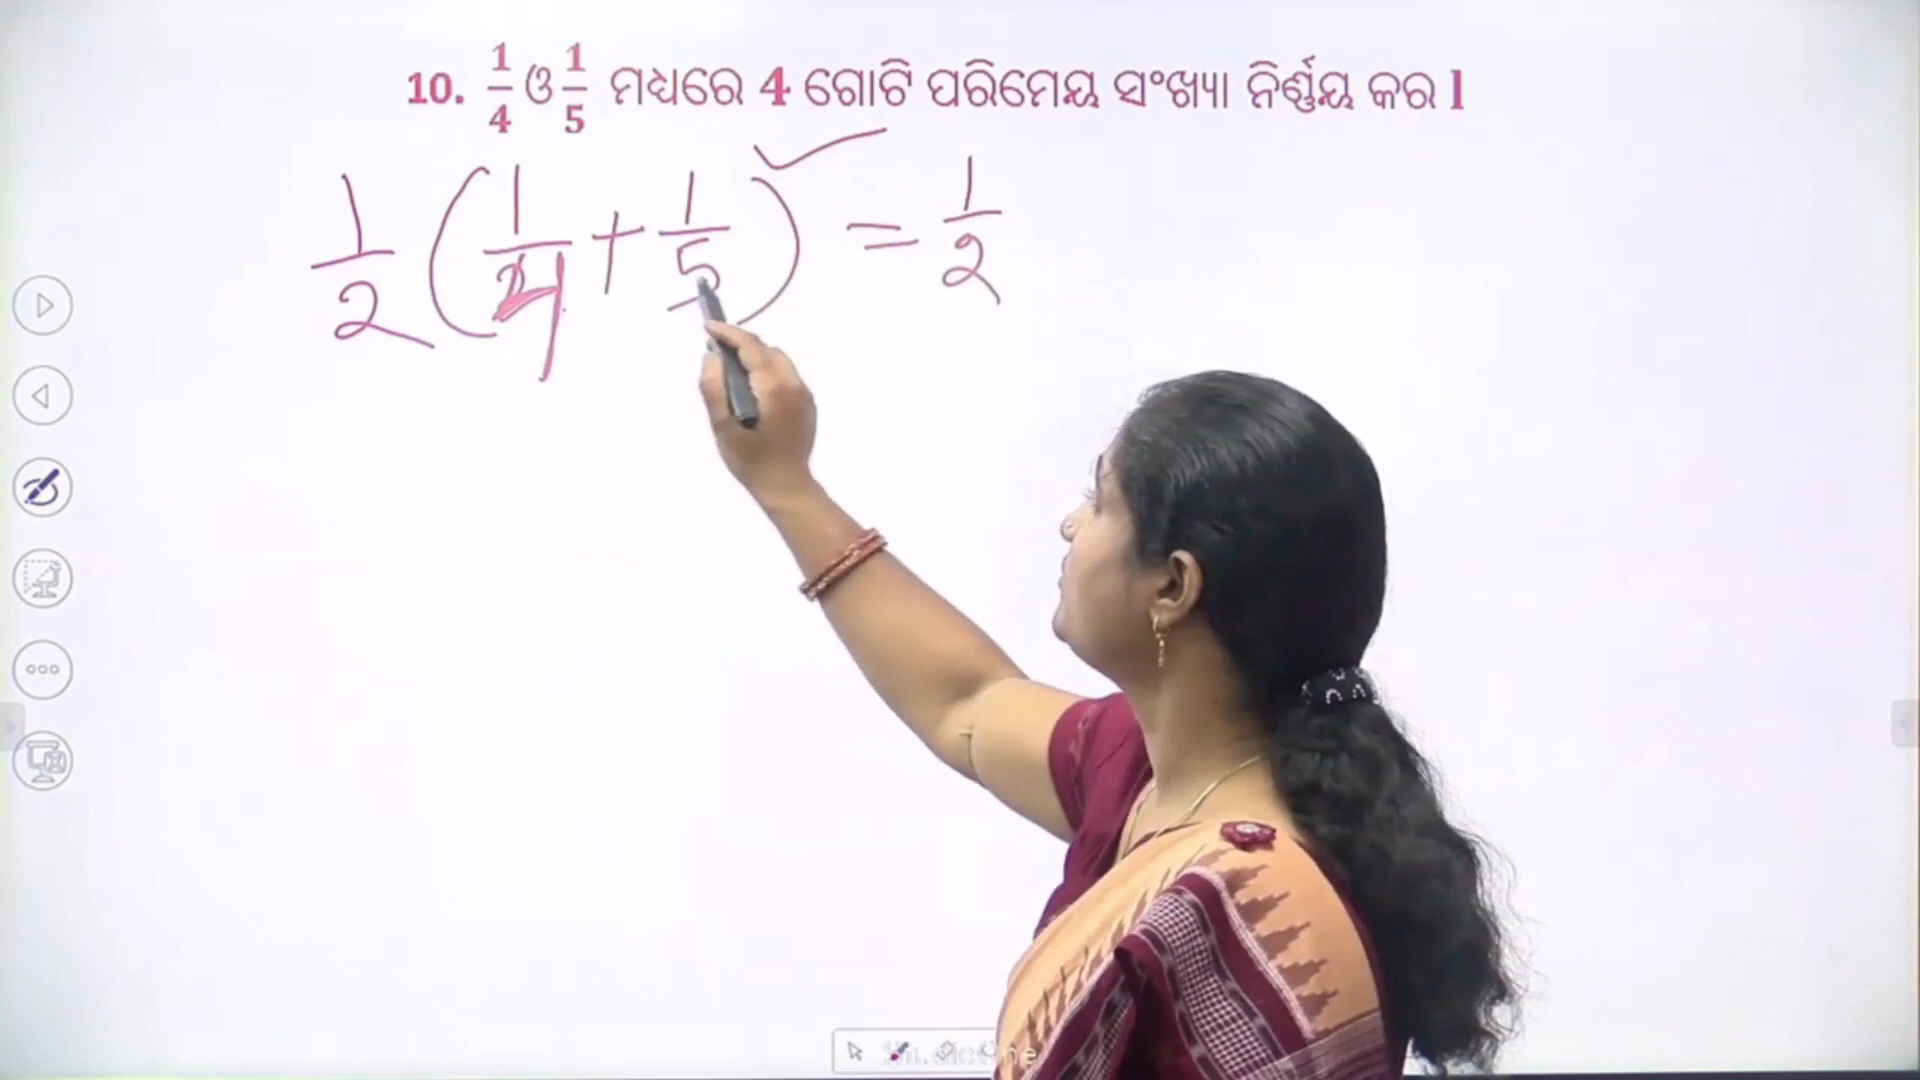 10. 1/4 ଓ 1/5 ମଧ୍ୟରେ 4 ଗୋଟି ପରିମେୟ ସଂଖ୍ୟା ନିର୍ଣ୍ଣୟ କର l
1/2 ( 1/4 + 1/5 ) = 1/2